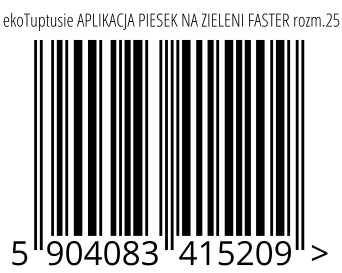 ekoTuptusie APLIKACJA PIESEK NA ZIELENI FASTER rozm.25
5 904083 415209 >